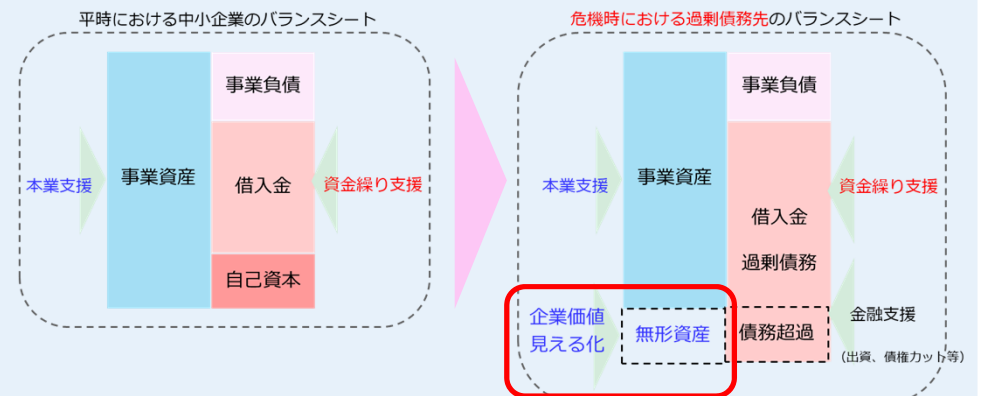 平時における中小企業のバランスシート
事業負債
本業支援
事業資産
借入金
資金繰り支援
自己資本
危機時における過剰債務先のバランスシート
事業負債
本業支援
事業資産
資金繰り支援
借入金
過剰債務
企業価値
見える化
無形資産
債務超過
金融支援
(出資、債権カット等)